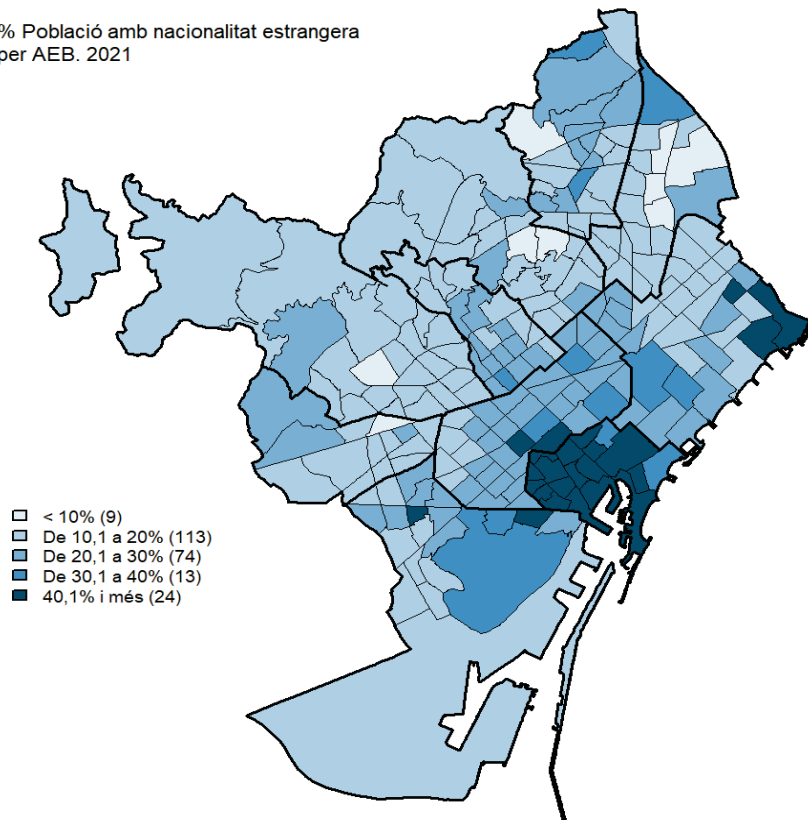 % Població amb nacionalitat estrangera
per AEB. 2021
< 10% (9)
De 10,1 a 20% (113)
De 20,1 a 30% (74)
De 30,1 a 40% (13)
40,1% i més (24)